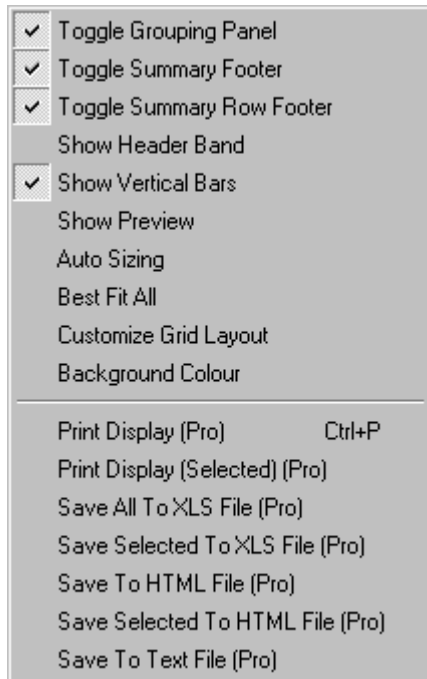 Toggle Grouping Panel
Toggle Summary Footer
Toggle Summary Row Footer
Show Header Band
Show Vertical Bars
Show Preview
Auto Sizing
Best Fit All
Customize Grid Layout
Background Colour
Print Display (Pro) Ctrl+P
Print Display (Selected) (Pro)
Save All To XLS File (Pro)
Save Selected To XLS File (Pro)
Save To HTML File (Pro)
Save Selected To HTML File (Pro)
Save To Text File (Pro)